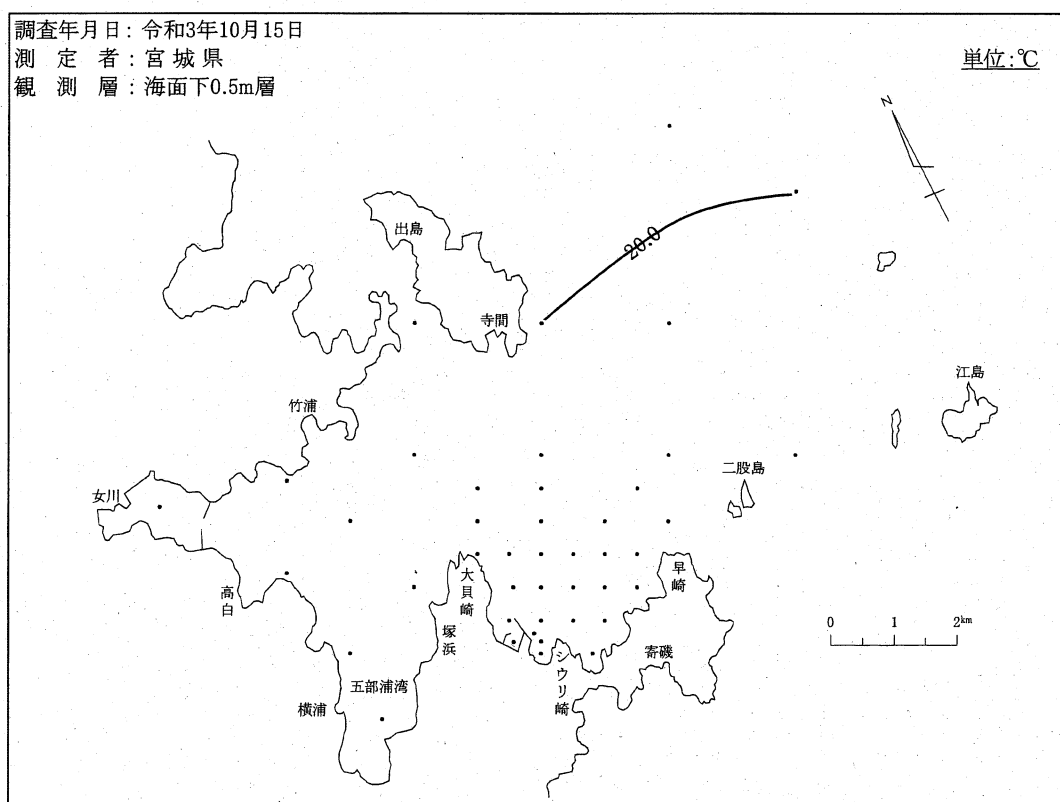 調査年月日：令和3年10月15日
測定者：宮城県
観測層：海面下0.5m層
単位：℃
N
出島
20.0
寺間
江島
竹浦
二股島
女川
大貝崎
早崎
高白
塚浜
0 1 2km
シウリ崎
寄磯
五部浦湾
横浦